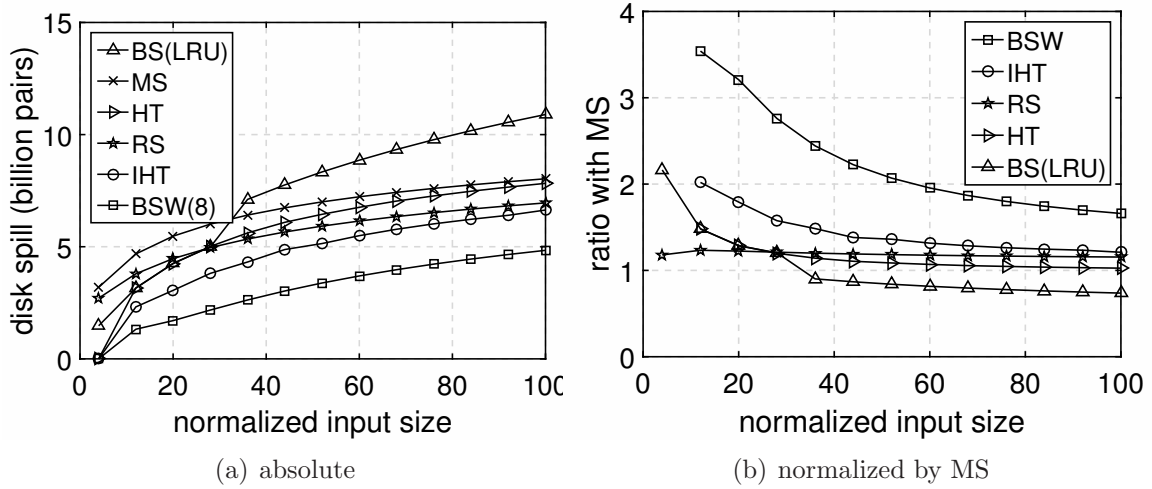 disk spill (billion pairs)
15
10
5
0
BS(LRU)
MS
HT
RS
IHT
BSW(8)
0 20 40 60 80 100
normalized input size
(a) absolute
ratio with MS
4
3
2
1
0
BSW
IHT
RS
HT
BS(LRU)
0 20 40 60 80 100
normalized input size
(b) normalized by MS